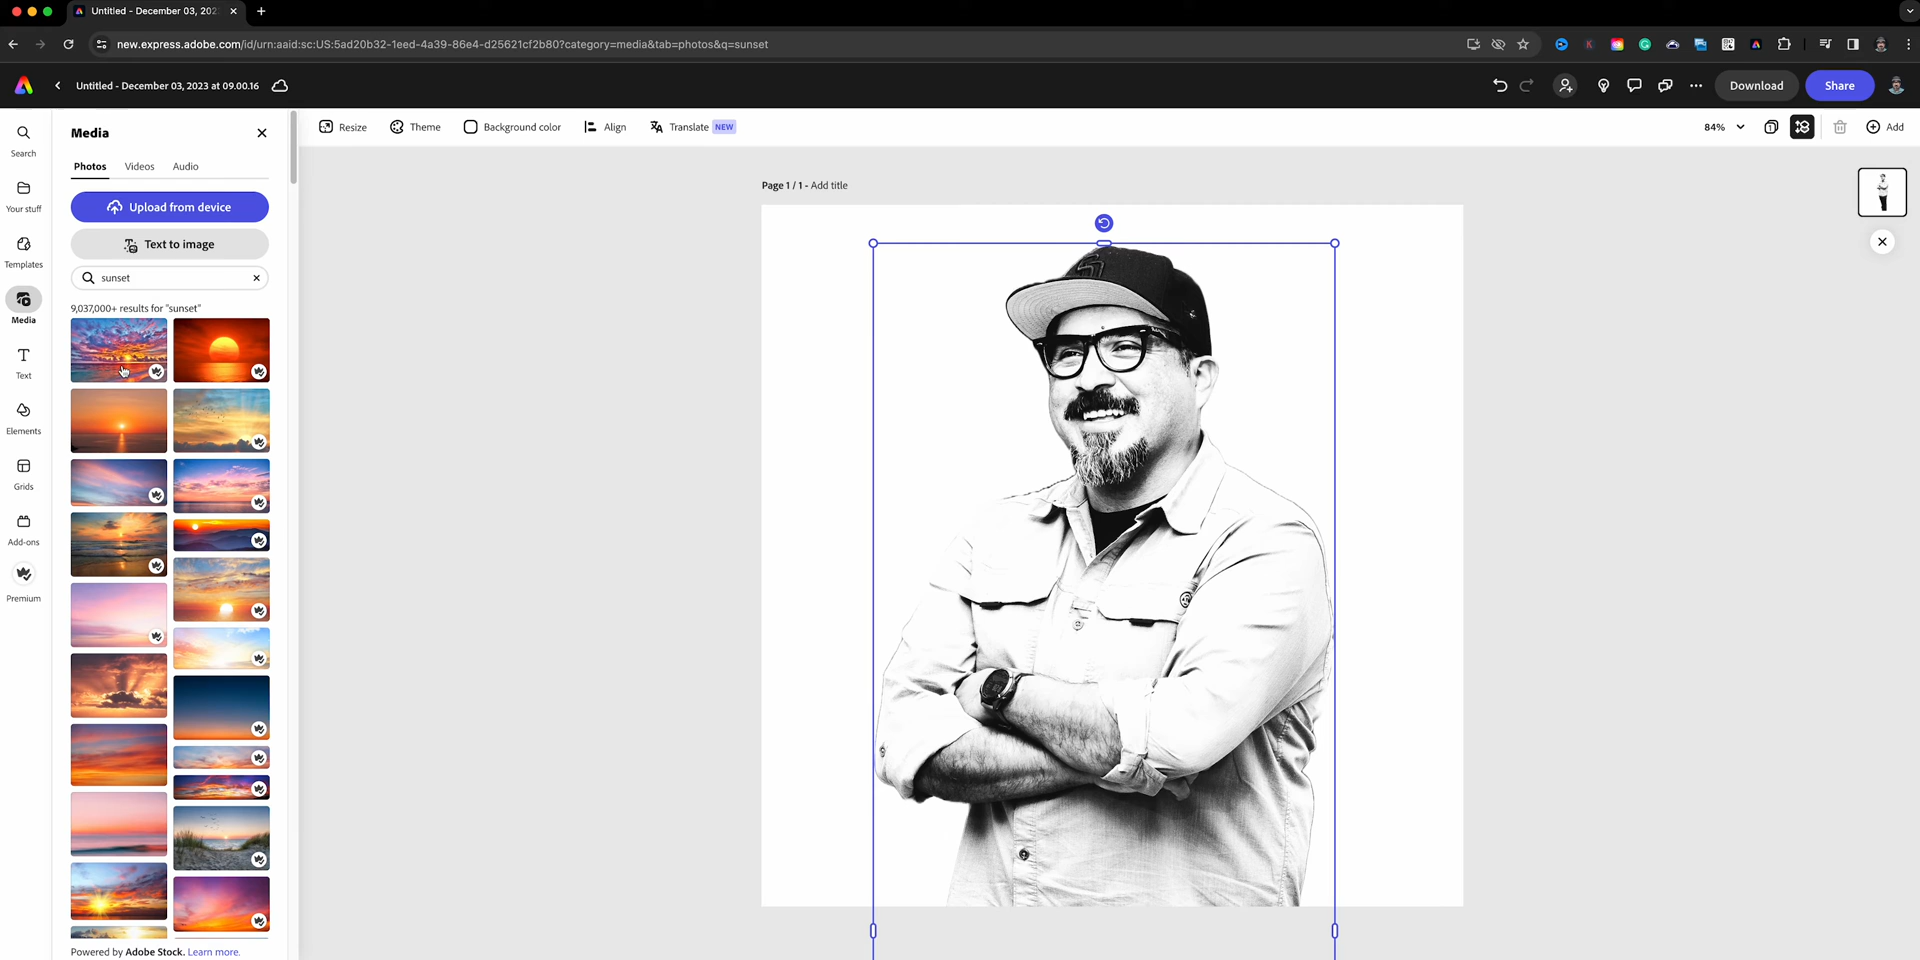 Untitled - December 03, 202
new.express.adobe.com/id/urn:aaid:sc:US:5ad20b32-1eed-4a39-86e4-d25621cf2b80?category=media&tab=photos&q=sunset
Untitled - December 03, 2023 at 09.00.16
Download
Share
Search
Your stuff
Templates
Media
Text
Elements
Grids
Add-ons
Premium
Media
Photos
Videos
Audio
Upload from device
Text to image
sunset
9,037,000+ results for "sunset"
Powered by Adobe Stock. Learn more.
Resize
Theme
Background color
Align
Translate NEW
84%
Add
Page 1 / 1 - Add title